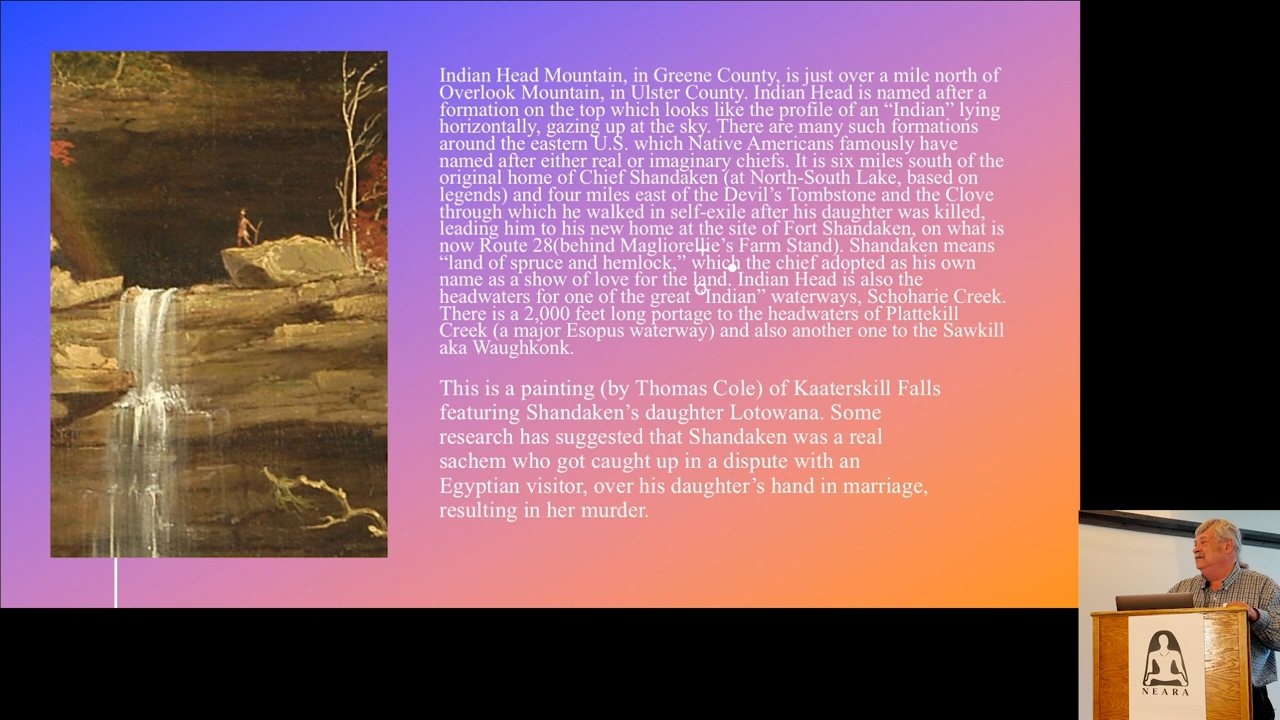 Indian Head Mountain, in Greene County, is just over a mile north of
Overlook Mountain, in Ulster County. Indian Head is named after a
formation on the top which looks like the profile of an “Indian” lying
horizontally, gazing up at the sky. There are many such formations
around the eastern U.S. which Native Americans famously have
named after either real or imaginary chiefs. It is six miles south of the
original home of Chief Shandaken (at North-South Lake, based on
legends) and four miles east of the Devil’s Tombstone and the Clove
through which he walked in self-exile after his daughter was killed,
leading him to his new home at the site of Fort Shandaken, on what is
now Route 28(behind Magliorellie’s Farm Stand). Shandaken means
“land of spruce and hemlock,” which the chief adopted as his own
name as a show of love for the land. Indian Head is also the
headwaters for one of the great “Indian” waterways, Schoharie Creek.
There is a 2,000 feet long portage to the headwaters of Plattekill
Creek (a major Esopus waterway) and also another one to the Sawkill
aka Waughkonk.
This is a painting (by Thomas Cole) of Kaaterskill Falls
featuring Shandaken’s daughter Lotowana. Some
research has suggested that Shandaken was a real
sachem who got caught up in a dispute with an
Egyptian visitor, over his daughter’s hand in marriage,
resulting in her murder.
NEARA